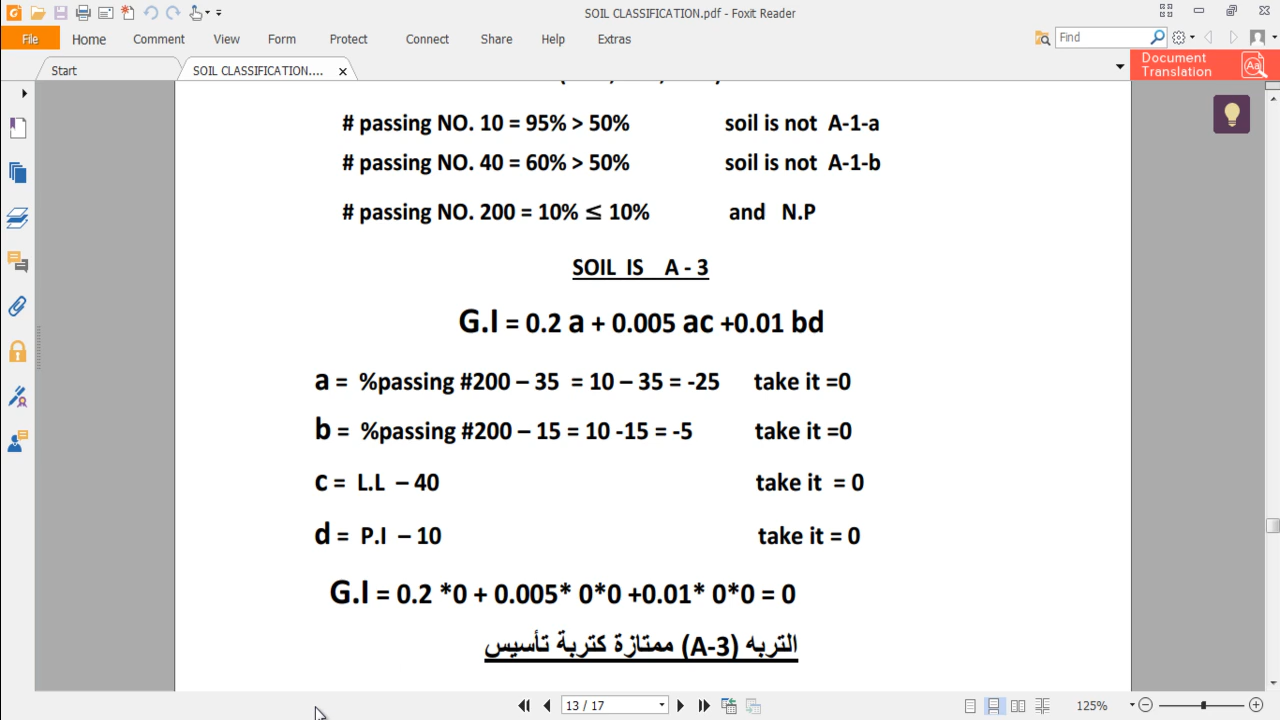 SOIL CLASSIFICATION.pdf - Foxit Reader
File Home Comment View Form Protect Connect Share Help Extras
Find
Document
Translation
Start SOIL CLASSIFICATION....
# passing NO. 10 = 95% > 50% soil is not A-1-a
# passing NO. 40 = 60% > 50% soil is not A-1-b
# passing NO. 200 = 10% ≤ 10% and N.P
SOIL IS A - 3
G.I = 0.2 a + 0.005 ac +0.01 bd
a = %passing #200 – 35 = 10 – 35 = -25 take it =0
b = %passing #200 – 15 = 10 -15 = -5 take it =0
c = L.L – 40 take it = 0
d = P.I – 10 take it = 0
G.I = 0.2 *0 + 0.005* 0*0 +0.01* 0*0 = 0
التربه (A-3) ممتازة كتربة تأسيس
13 / 17
125%